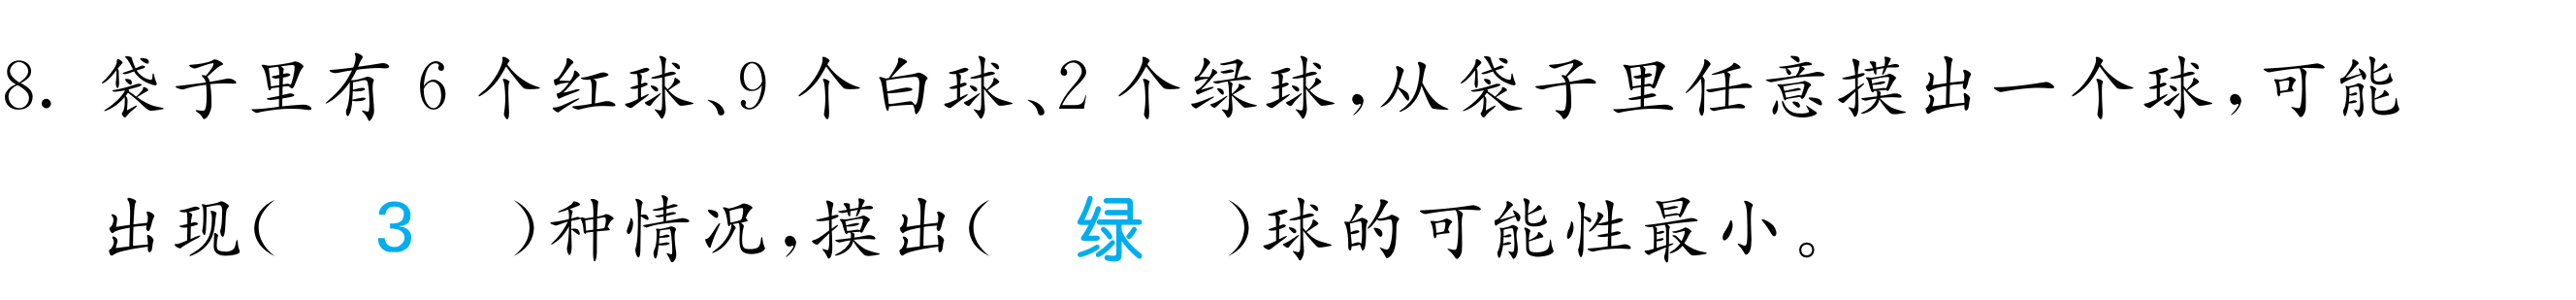 8. 袋子里有 6 个红球、9 个白球、2 个绿球,从袋子里任意摸出一个球,可能
出现( 3 )种情况,摸出( 绿 )球的可能性最小。